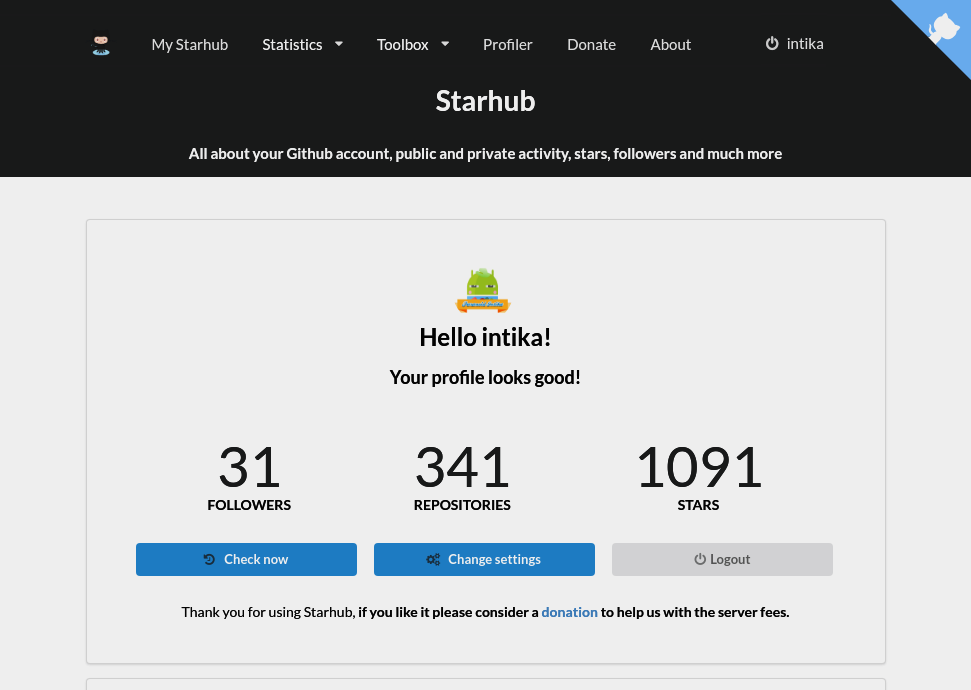 My Starhub Statistics Toolbox Profiler Donate About intika
Starhub
All about your Github account, public and private activity, stars, followers and much more
Hello intika!
Your profile looks good!
31 341 1091
FOLLOWERS REPOSITORIES STARS
Check now Change settings Logout
Thank you for using Starhub, if you like it please consider a donation to help us with the server fees.